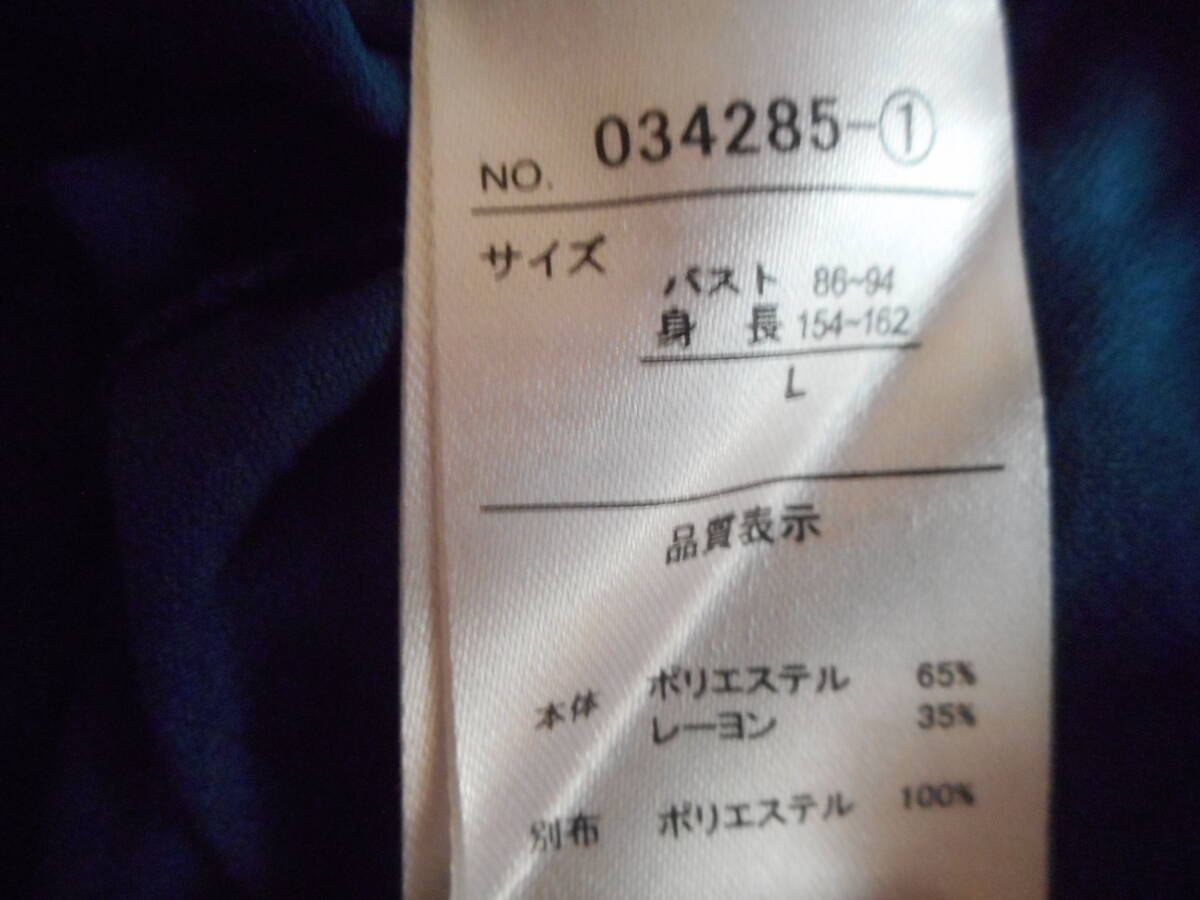 NO. 034285-①
サイズ
バスト 86~94
身 長 154~162
L
品質表示
本体 ポリエステル 65%
レーヨン 35%
別布 ポリエステル 100%